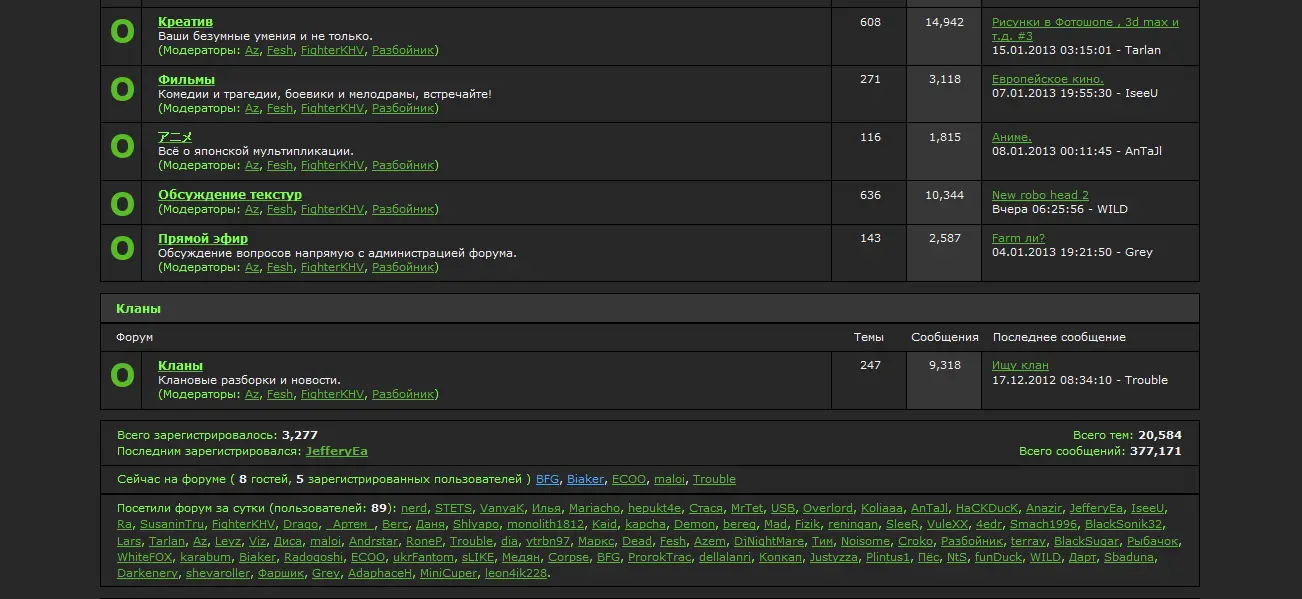 Креатив 608 14,942 Рисунки в Фотошопе , 3d max и
Ваши безумные умения и не только. т.д. #3
(Модераторы: Az, Fesh, FighterKHV, Разбойник) 15.01.2013 03:15:01 - Tarlan
Фильмы 271 3,118 Европейское кино.
Комедии и трагедии, боевики и мелодрамы, встречайте! 07.01.2013 19:55:30 - IseeU
(Модераторы: Az, Fesh, FighterKHV, Разбойник)
アニメ 116 1,815 Аниме.
Всё о японской мультипликации. 08.01.2013 00:11:45 - AnTaJl
(Модераторы: Az, Fesh, FighterKHV, Разбойник)
Обсуждение текстур 636 10,344 New robo head 2
(Модераторы: Az, Fesh, FighterKHV, Разбойник) Вчера 06:25:56 - WILD
Прямой эфир 143 2,587 Farm ли?
Обсуждение вопросов напрямую с администрацией форума. 04.01.2013 19:21:50 - Grey
(Модераторы: Az, Fesh, FighterKHV, Разбойник)
Кланы
Форум Темы Сообщения Последнее сообщение
Кланы 247 9,318 Ищу клан
Клановые разборки и новости. 17.12.2012 08:34:10 - Trouble
(Модераторы: Az, Fesh, FighterKHV, Разбойник)
Всего зарегистрировалось: 3,277 Всего тем: 20,584
Последним зарегистрировался: JefferyEa Всего сообщений: 377,171
Сейчас на форуме ( 8 гостей, 5 зарегистрированных пользователей ) BFG, Biaker, ECOO, maloi, Trouble
Посетили форум за сутки (пользователей: 89): nerd, STETS, VanyaK, Илья, Mariacho, hepukt4e, Стася, MrTet, USB, Overlord, Koliaaa, AnTaJl, HaCKDucK, Anazir, JefferyEa, IseeU,
Ra, SusaninTru, FighterKHV, Drago, _Артем_, Berc, Даня, Shlyapo, monolith1812, Kaid, kapcha, Demon, bereg, Mad, Fizik, reningan, SleeR, VuleXX, 4edr, Smach1996, BlackSonik32,
Lars, Tarlan, Az, Leyz, Viz, Диса, maloi, Andrstar, RoneP, Trouble, dia, ytrbn97, Маркс, Dead, Fesh, Azem, DjNightMare, Тим, Noisome, Croko, Разбойник, terray, BlackSugar, Рыбачок,
WhiteFOX, karabum, Biaker, Radogoshi, ECOO, ukrFantom, sLIKE, Медян, Corpse, BFG, ProrokTrac, dellalanri, Konkan, Justyzza, Plintus1, Пёс, NtS, funDuck, WILD, Дарт, Sbaduna,
Darkenery, shevaroller, Фаршик, Grey, AdaphaceH, MiniCuper, leon4ik228.